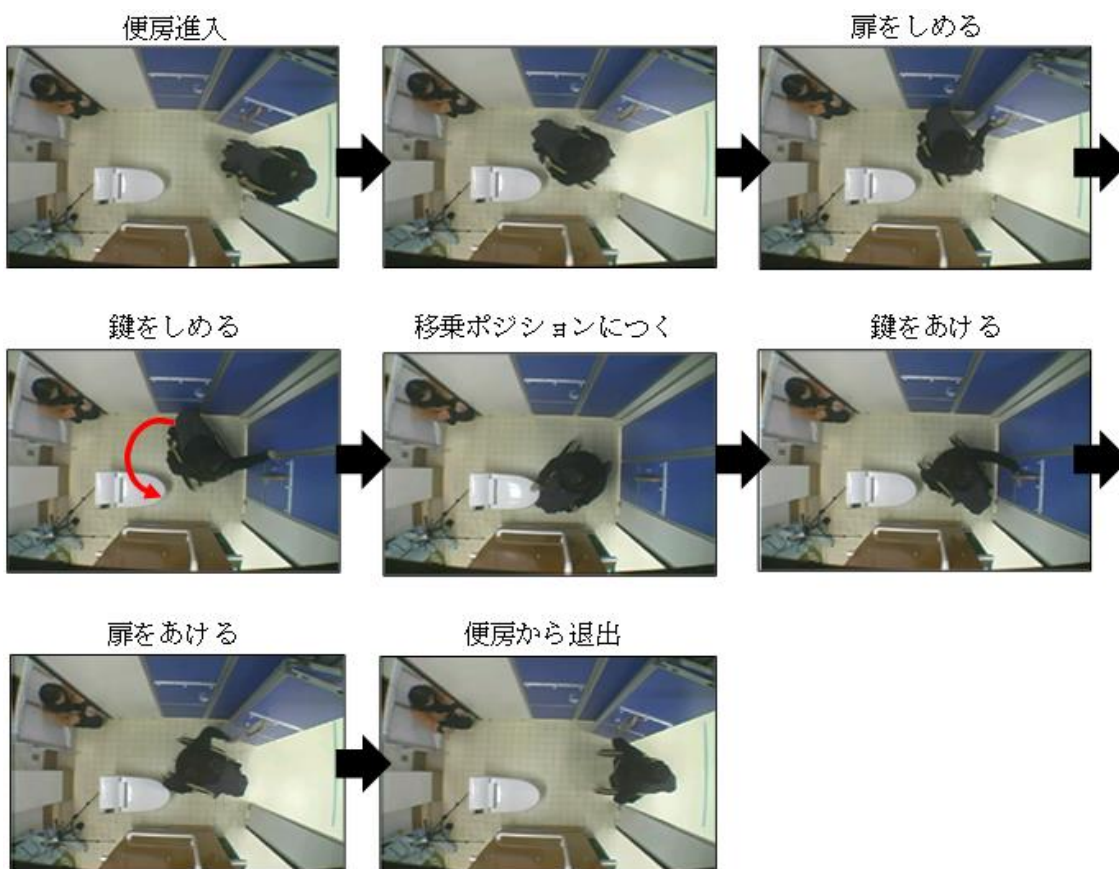 便房進入
扉をしめる
鍵をしめる
移乗ポジションにつく
鍵をあける
扉をあける
便房から退出